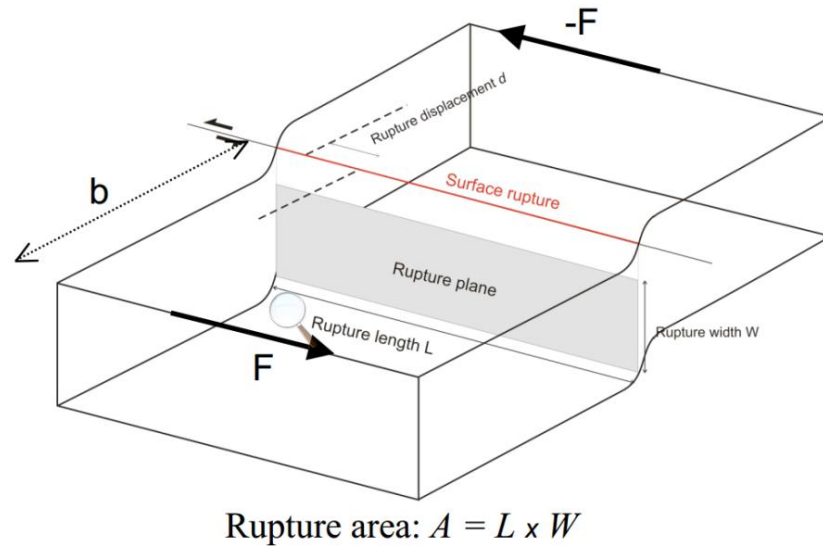 -F
Rupture displacement d
b
Surface rupture
Rupture plane
Rupture length L
Rupture width W
F
Rupture area: A = L x W